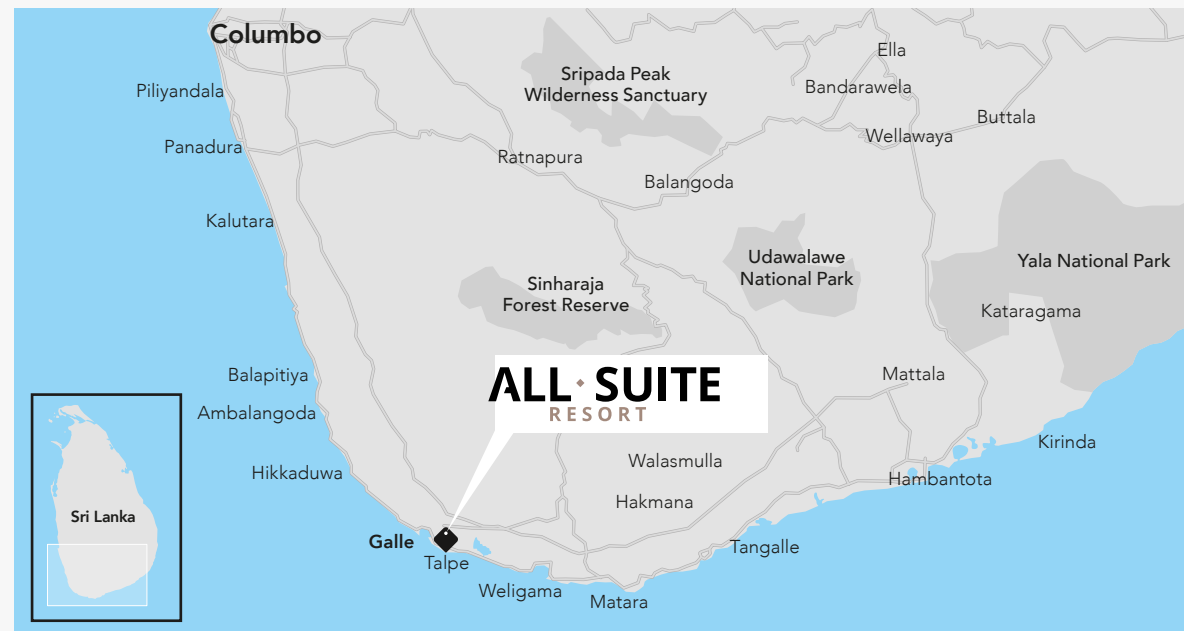 Columbo
Ella
Sripada Peak
Wilderness Sanctuary
Bandarawela
Piliyandala
Buttala
Wellawaya
Panadura
Ratnapura
Balangoda
Kalutara
Udawalawe
National Park
Yala National Park
Sinharaja
Forest Reserve
Kataragama
Balapitiya
Mattala
ALL SUITE
RESORT
Ambalangoda
Kirinda
Walasmulla
Hikkaduwa
Hambantota
Hakmana
Sri Lanka
Galle
Tangalle
Talpe
Weligama
Matara